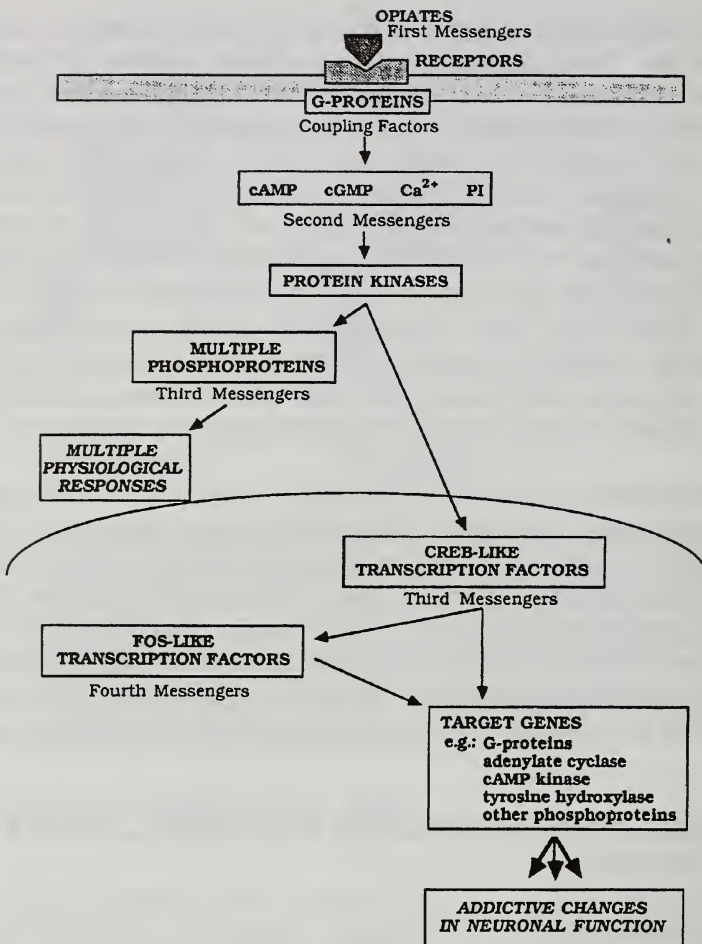 OPIATES
First Messengers
RECEPTORS
G-PROTEINS
Coupling Factors
cAMP cGMP Ca²⁺ PI
Second Messengers
PROTEIN KINASES
MULTIPLE
PHOSPHOPROTEINS
Third Messengers
MULTIPLE
PHYSIOLOGICAL
RESPONSES
CREB-LIKE
TRANSCRIPTION FACTORS
Third Messengers
FOS-LIKE
TRANSCRIPTION FACTORS
Fourth Messengers
TARGET GENES
e.g.: G-proteins
adenylate cyclase
cAMP kinase
tyrosine hydroxylase
other phosphoproteins
ADDICTIVE CHANGES
IN NEURONAL FUNCTION